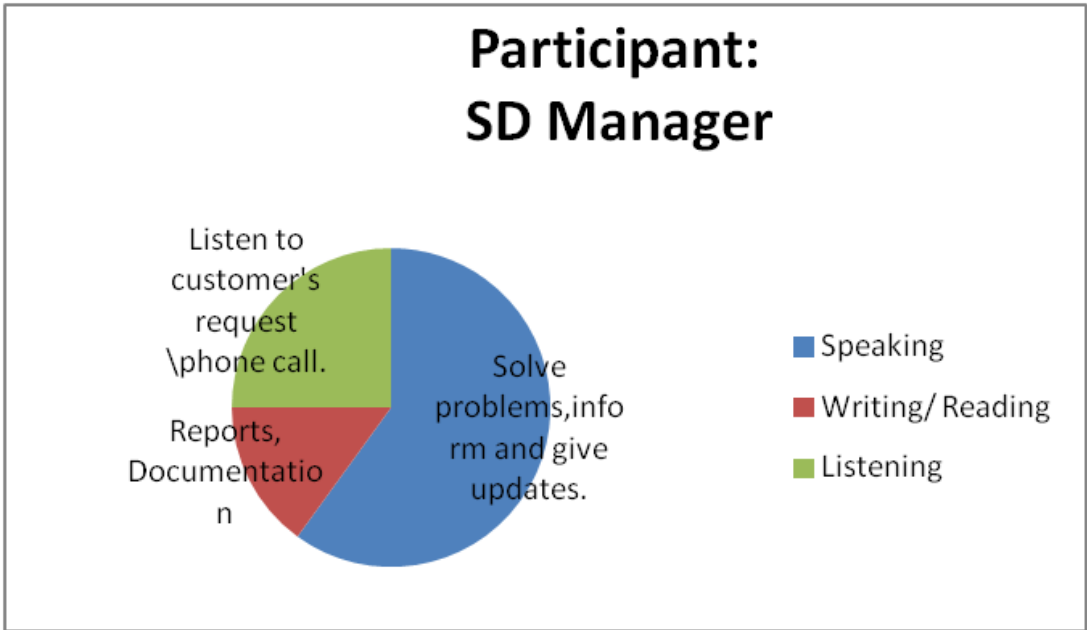 Participant:
SD Manager
Listen to
customer's
request
\phone call.
Reports,
Documentatio
n
Solve
problems,info
rm and give
updates.
Speaking
Writing/ Reading
Listening